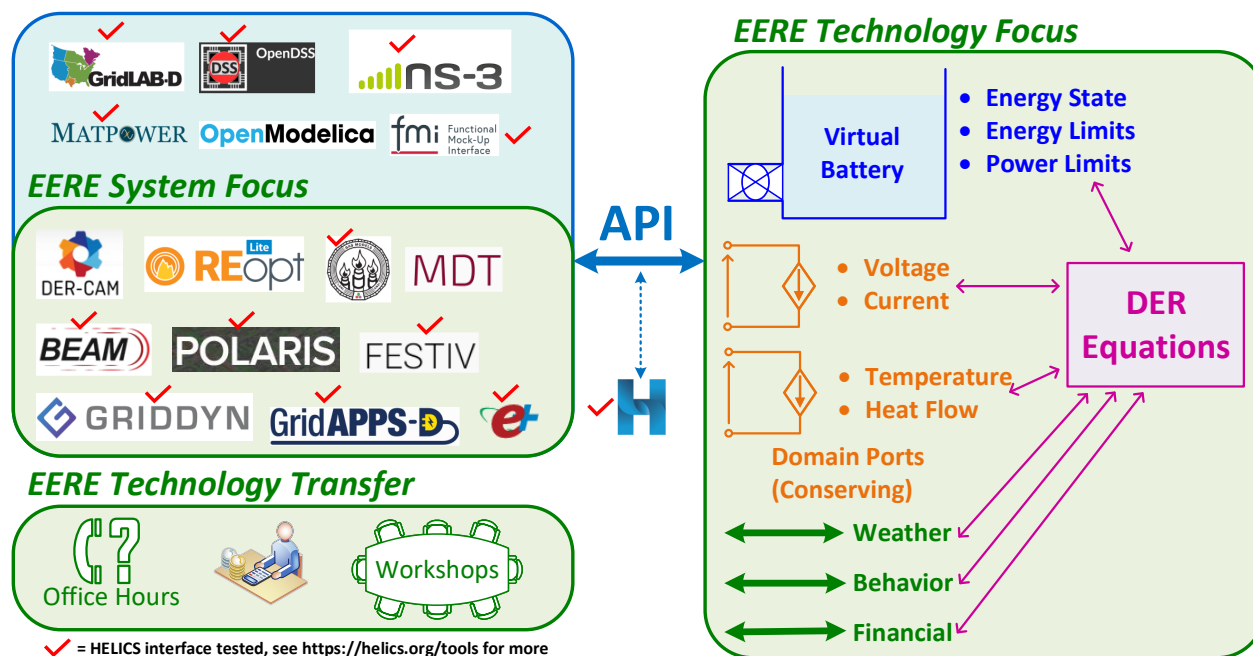 GridLAB-D
DSS
OpenDSS
ns-3
MATPOWER
OpenModelica
fmi Functional
Mock-Up
Interface
EERE System Focus
DER-CAM
REopt
Lite
MDT
BEAM
POLARIS
FESTIV
GRIDDYN
GridAPPS-D
e+
EERE Technology Transfer
Office Hours
Workshops
= HELICS interface tested, see https://helics.org/tools for more
API
H
EERE Technology Focus
Virtual
Battery
• Energy State
• Energy Limits
• Power Limits
• Voltage
• Current
DER
Equations
• Temperature
• Heat Flow
Domain Ports
(Conserving)
Weather
Behavior
Financial